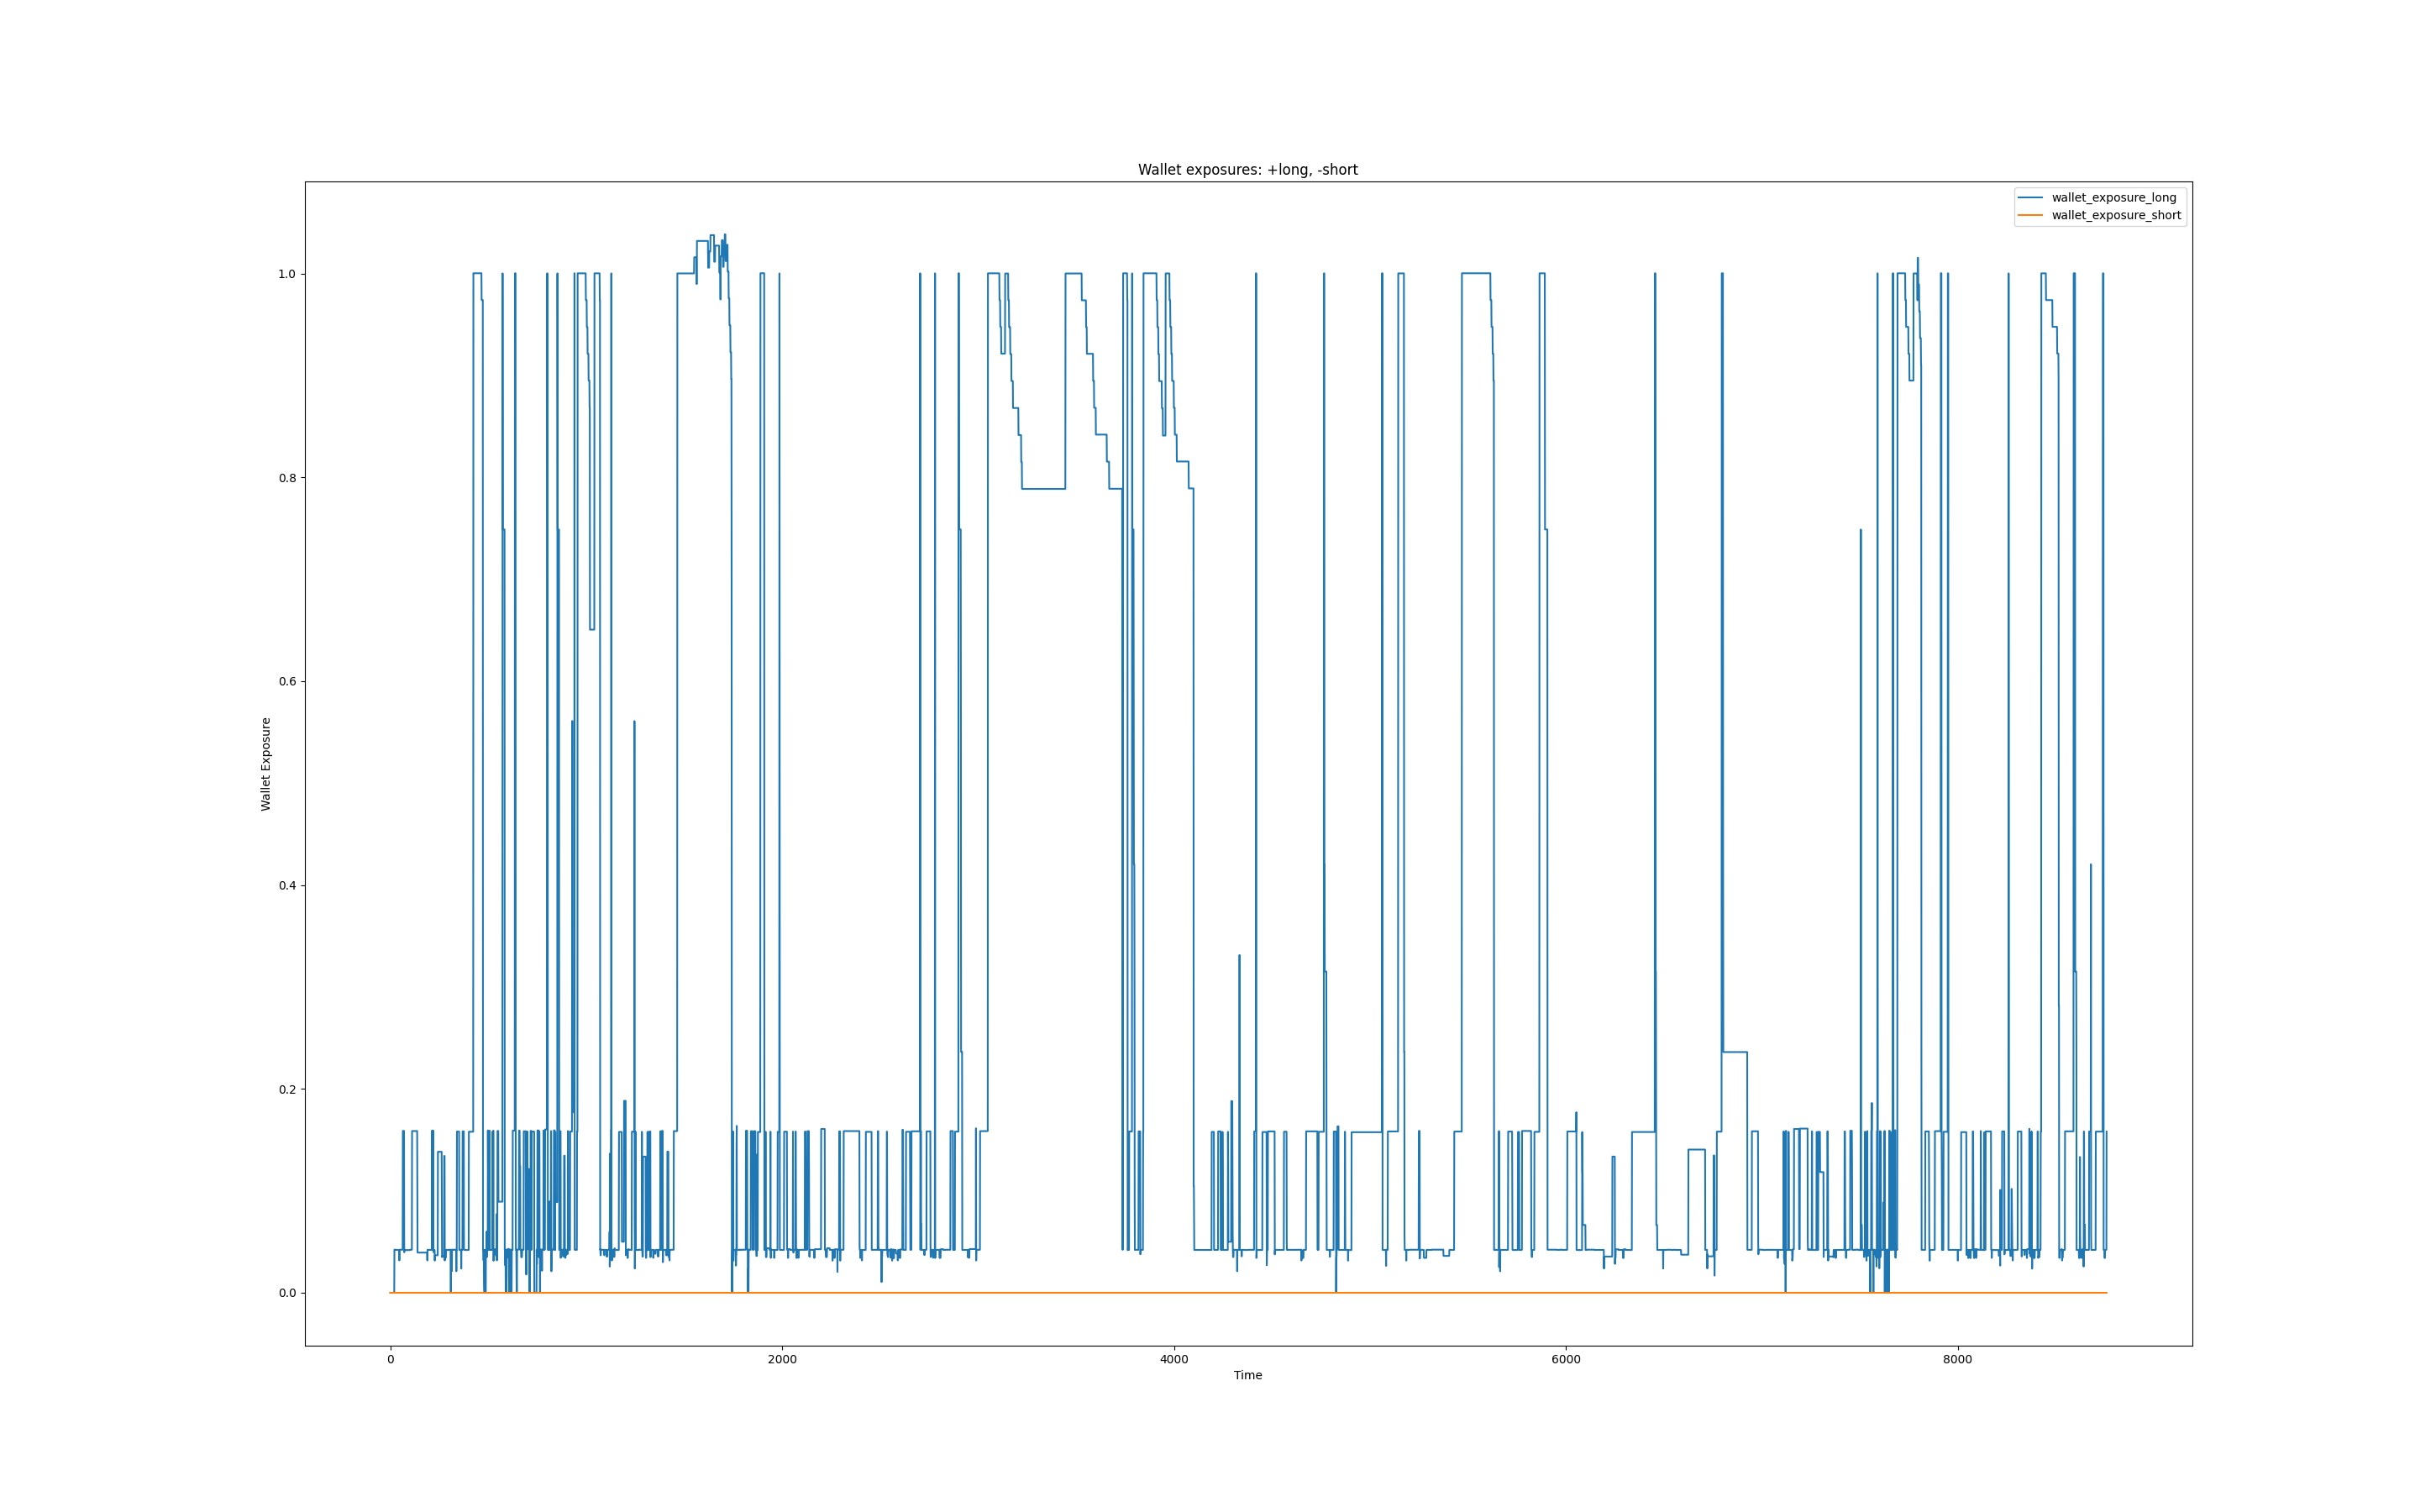 Wallet exposures: +long, -short
wallet_exposure_long
wallet_exposure_short
1.0
0.8
0.6
0.4
0.2
0.0
Wallet Exposure
0 2000 4000 6000 8000
Time